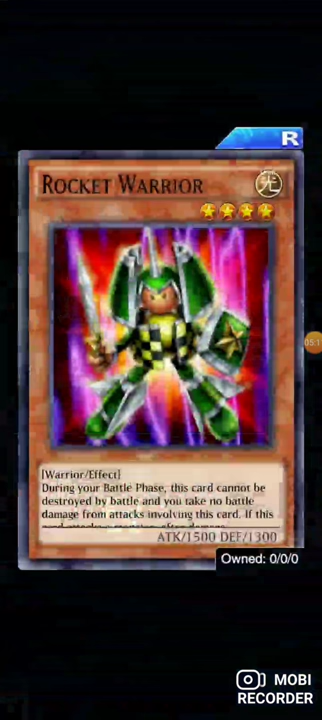 R
ROCKET WARRIOR
光
[Warrior/Effect]
During your Battle Phase, this card cannot be
destroyed by battle and you take no battle
damage from attacks involving this card. If this
ATK/1500 DEF/1300
Owned: 0/0/0
MOBI
RECORDER